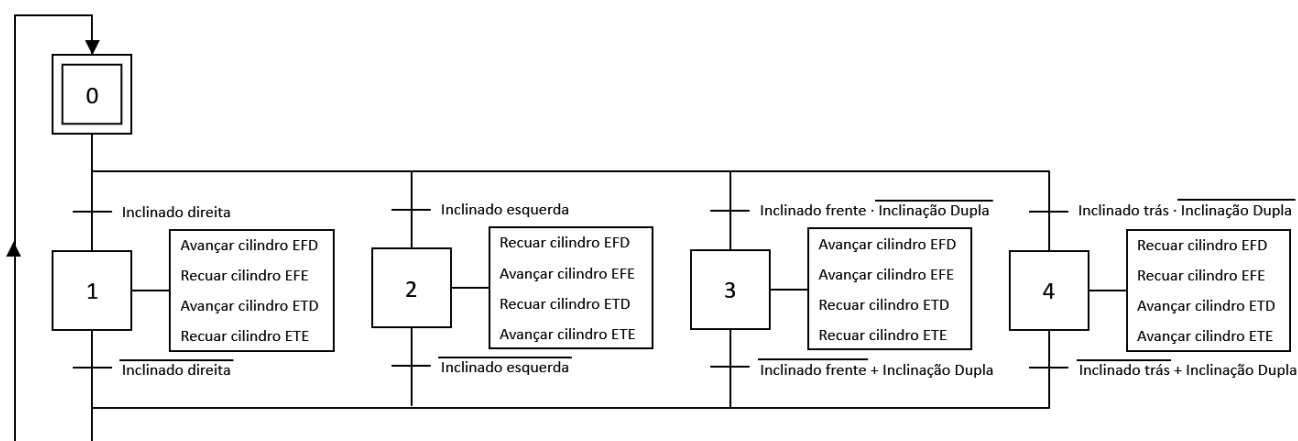 0
Inclinado direita
Inclinado esquerda
Inclinado frente · Inclinação Dupla
Inclinado trás · Inclinação Dupla
1
Avançar cilindro EFD
Recuar cilindro EFE
Avançar cilindro ETD
Recuar cilindro ETE
2
Recuar cilindro EFD
Avançar cilindro EFE
Recuar cilindro ETD
Avançar cilindro ETE
3
Avançar cilindro EFD
Avançar cilindro EFE
Recuar cilindro ETD
Recuar cilindro ETE
4
Recuar cilindro EFD
Recuar cilindro EFE
Avançar cilindro ETD
Avançar cilindro ETE
Inclinado direita
Inclinado esquerda
Inclinado frente + Inclinação Dupla
Inclinado trás + Inclinação Dupla